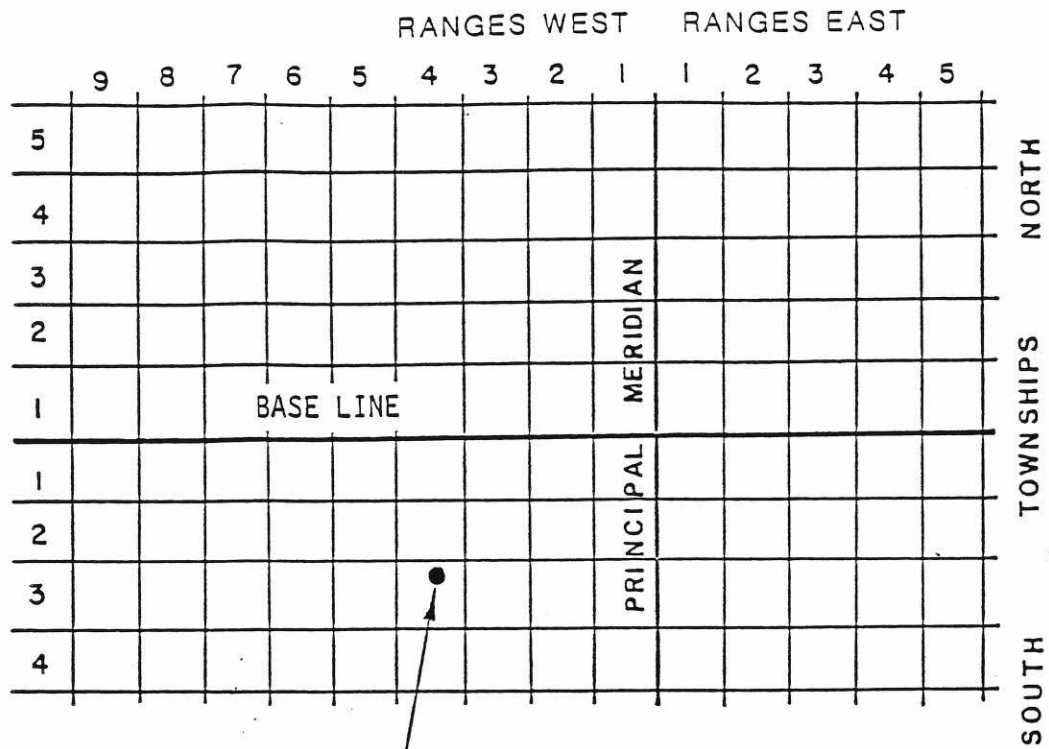 RANGES WEST RANGES EAST
9 8 7 6 5 4 3 2 1 1 2 3 4 5
5
4
3
2
1
BASE LINE
1
2
3
4
PRINCIPAL MERIDIAN
SOUTH TOWNSHIPS NORTH